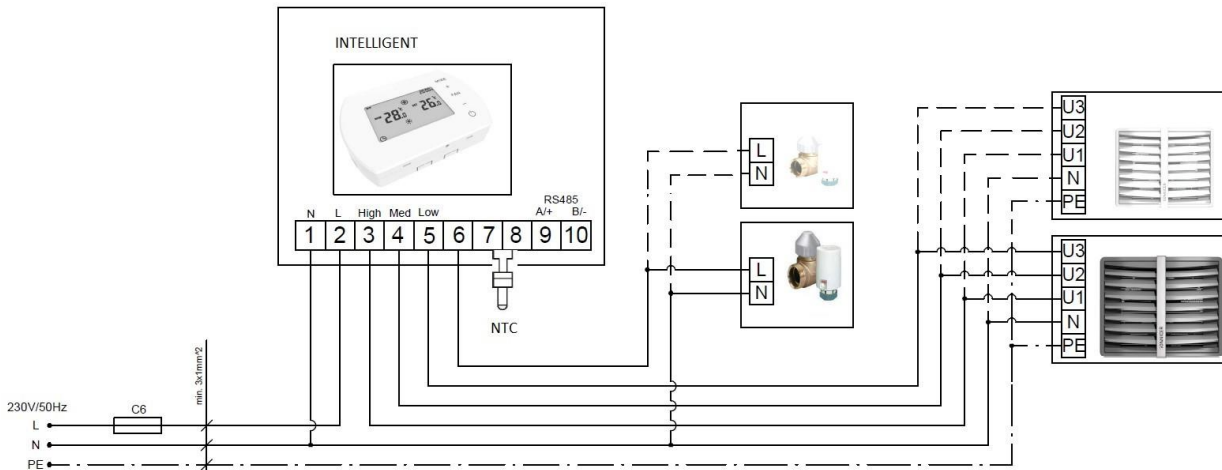 INTELLIGENT
28.0 26.0
RS485
N L High Med Low A/+ B/-
1 2 3 4 5 6 7 8 9 10
NTC
L
N
L
N
U3
U2
U1
N
PE
U3
U2
U1
N
PE
min. 3x1mm^2
230V/50Hz
C6
L
N
PE